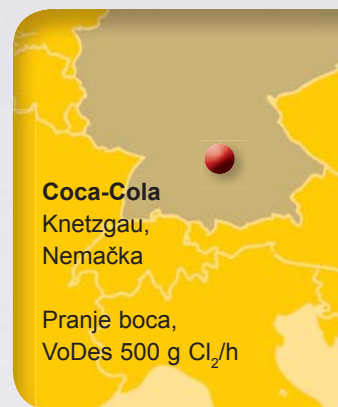 Coca-Cola
Knetzgau,
Nemačka
Pranje boca,
VoDes 500 g Cl₂/h